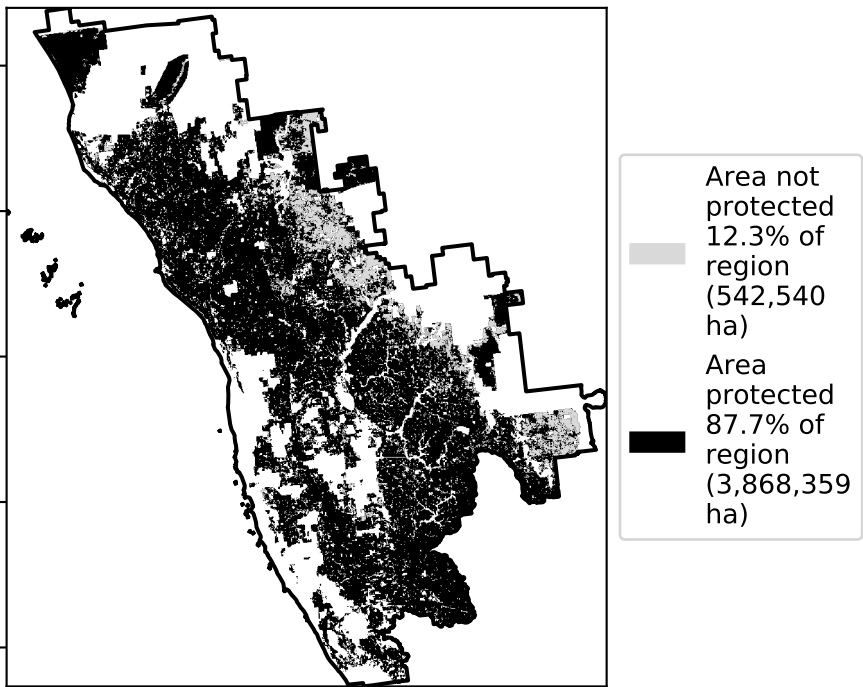 Area not
protected
12.3% of
region
(542,540
ha)
Area
protected
87.7% of
region
(3,868,359
ha)